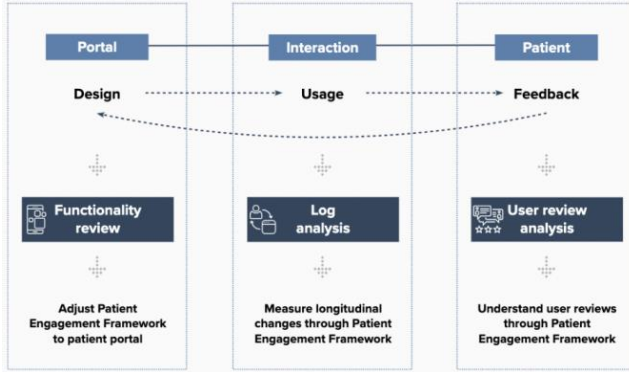 Portal
Interaction
Patient
Design
Usage
Feedback
Functionality
review
Log
analysis
User review
analysis
Adjust Patient
Engagement Framework
to patient portal
Measure longitudinal
changes through Patient
Engagement Framework
Understand user reviews
through Patient
Engagement Framework